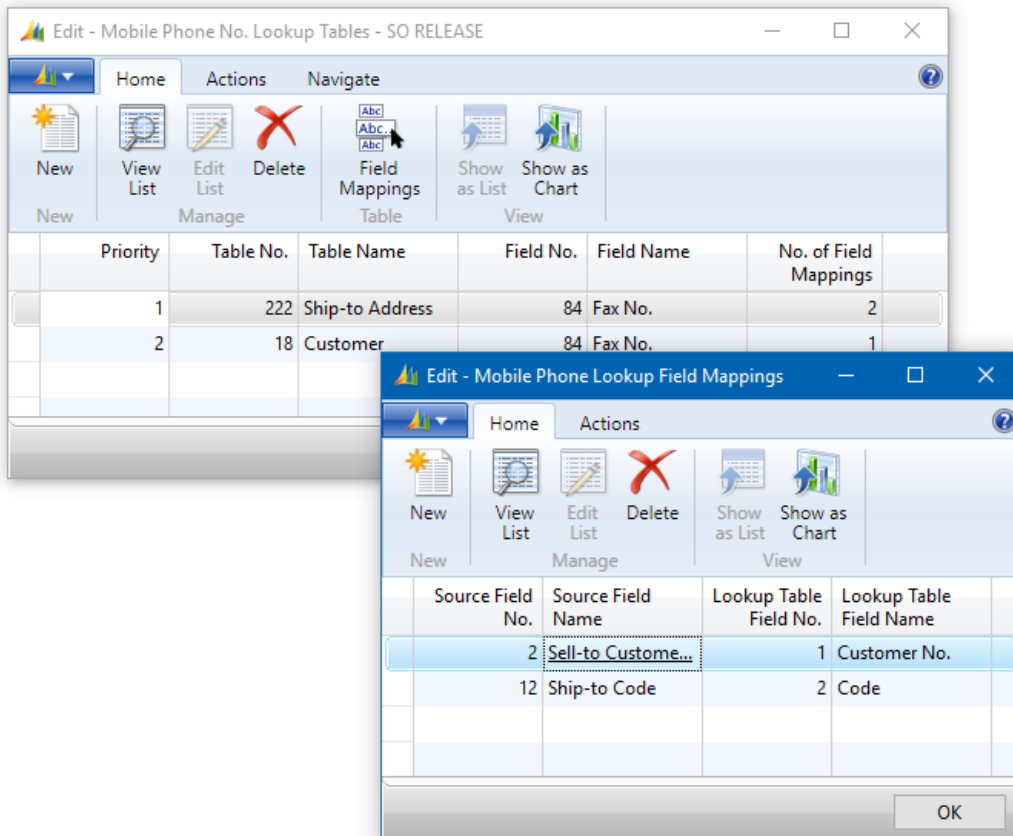 Edit - Mobile Phone No. Lookup Tables - SO RELEASE
Home Actions Navigate
Abc
Abc..
Abc
New View List Edit List Delete Field Mappings Show as List Show as Chart
New Manage Table View
Priority Table No. Table Name Field No. Field Name No. of Field Mappings
1 222 Ship-to Address 84 Fax No. 2
2 18 Customer 84 Fax No. 1
Edit - Mobile Phone Lookup Field Mappings
Home Actions
New View List Edit List Delete Show as List Show as Chart
New Manage View
Source Field No. Source Field Name Lookup Table Field No. Lookup Table Field Name
2 Sell-to Custome... 1 Customer No.
12 Ship-to Code 2 Code
OK